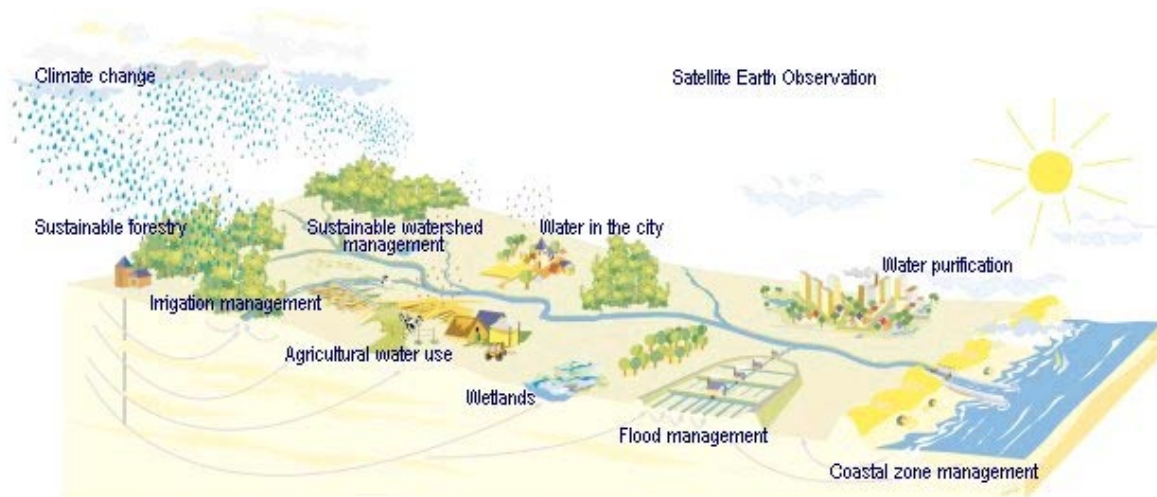 Climate change
Satellite Earth Observation
Sustainable forestry
Sustainable watershed
management
Water in the city
Water purification
Irrigation management
Agricultural water use
Wetlands
Flood management
Coastal zone management